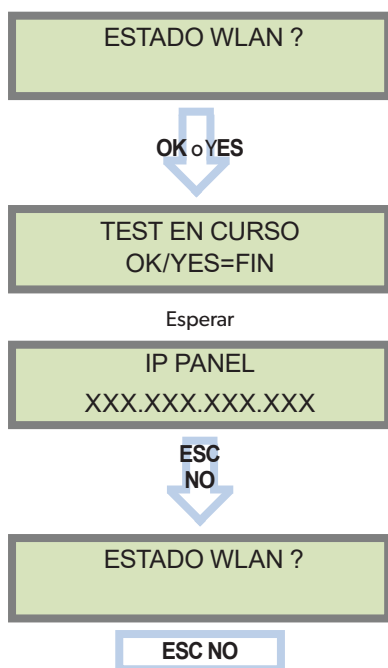 ESTADO WLAN ?
OK o YES
TEST EN CURSO
OK/YES=FIN
Esperar
IP PANEL
XXX.XXX.XXX.XXX
ESC
NO
ESTADO WLAN ?
ESC NO